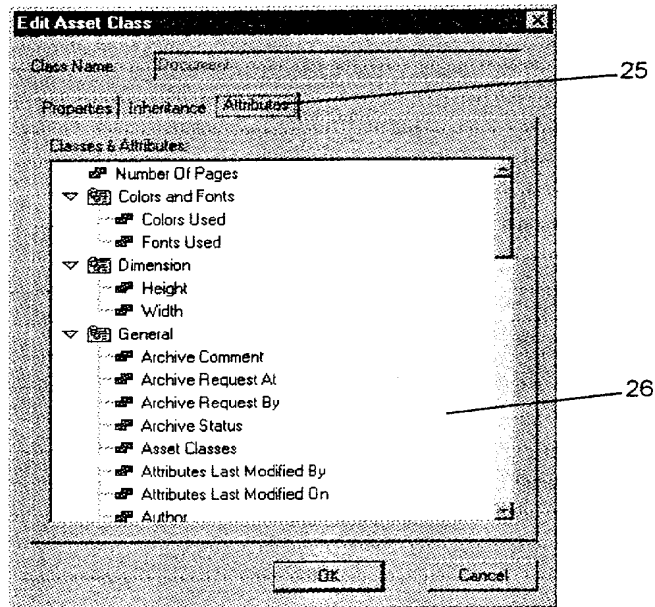 Edit Asset Class
Class Name: Document
25
Properties Inheritance Attributes
Classes & Attributes:
Number Of Pages
Colors and Fonts
Colors Used
Fonts Used
Dimension
Height
Width
General
Archive Comment
Archive Request At
Archive Request By
26
Archive Status
Asset Classes
Attributes Last Modified By
Attributes Last Modified On
Author
OK Cancel